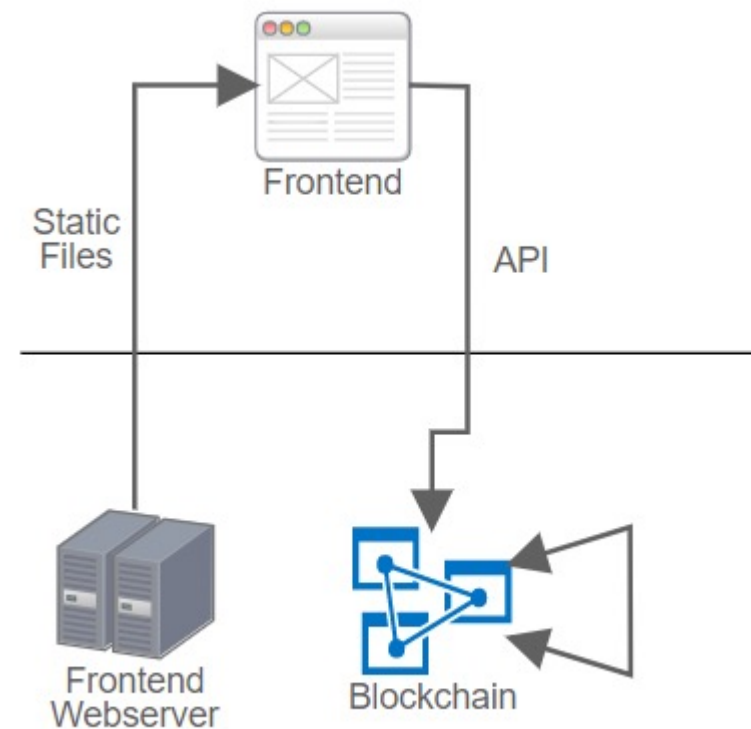 Frontend
Static
Files
API
Frontend
Webserver
Blockchain